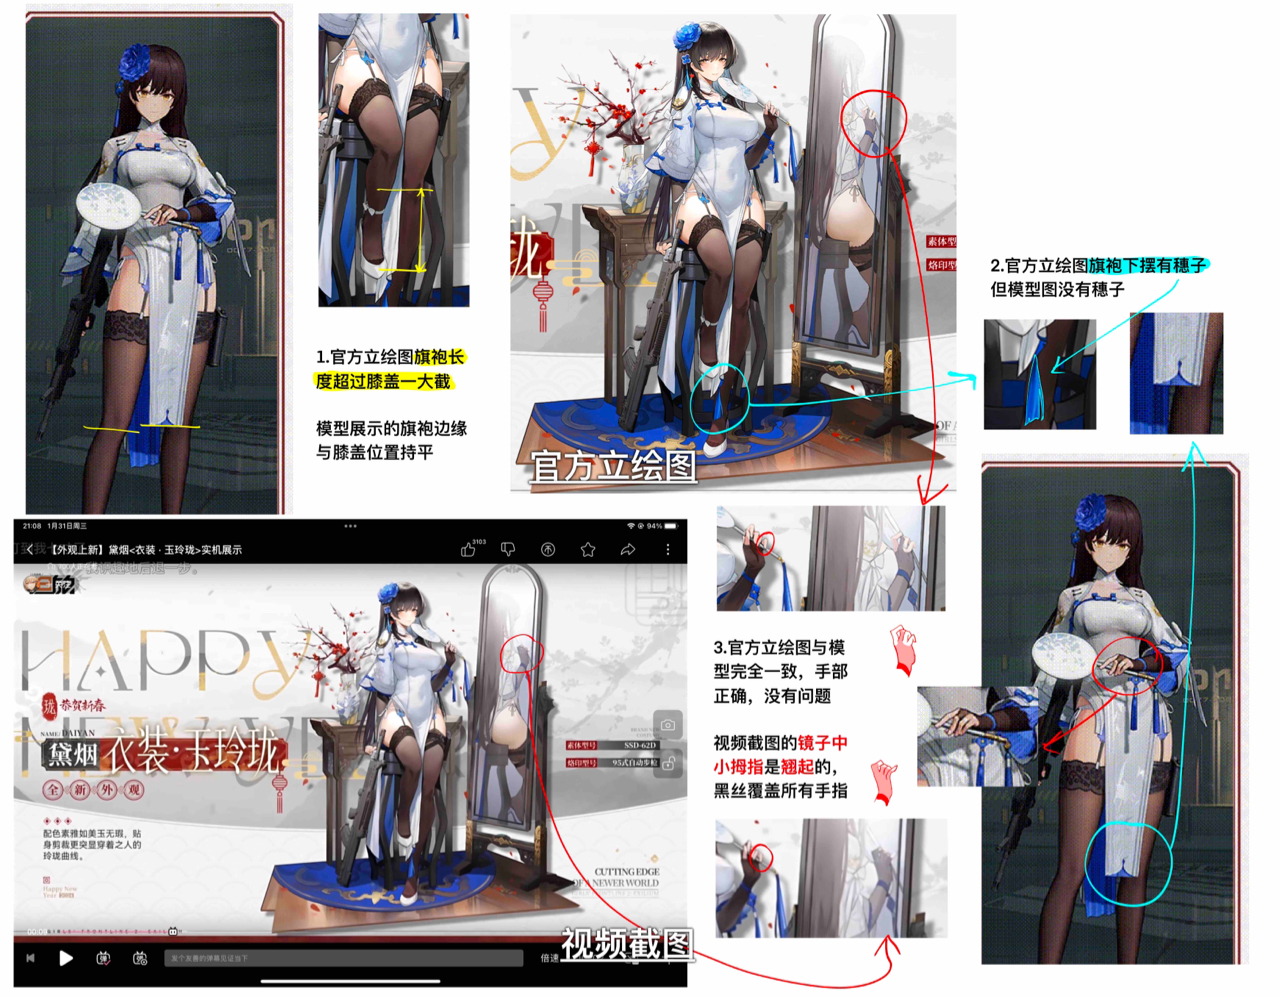 1.官方立绘图旗袍长
度超过膝盖一大截
模型展示的旗袍边缘
与膝盖位置持平
官方立绘图
素体型
烙印型
珑
2.官方立绘图旗袍下摆有穗子
但模型图没有穗子
3.官方立绘图与模
型完全一致，手部
正确，没有问题
视频截图的镜子中
小拇指是翘起的，
黑丝覆盖所有手指
21:08 1月31日周三
94%
【外观上新】黛烟<衣装·玉玲珑>实机展示
3103
HAPPY
珑 恭贺新春
NAME/DAIYAN
黛烟 衣装·玉玲珑
全新外观
配色素雅如美玉无瑕，贴
身剪裁更突显穿着之人的
玲珑曲线。
Happy New
素体型号 SSD-62D
烙印型号 95式自动步枪
CUTTING EDGE
OF A NEWER WORLD
发个友善的弹幕见证当下
倍速
视频截图